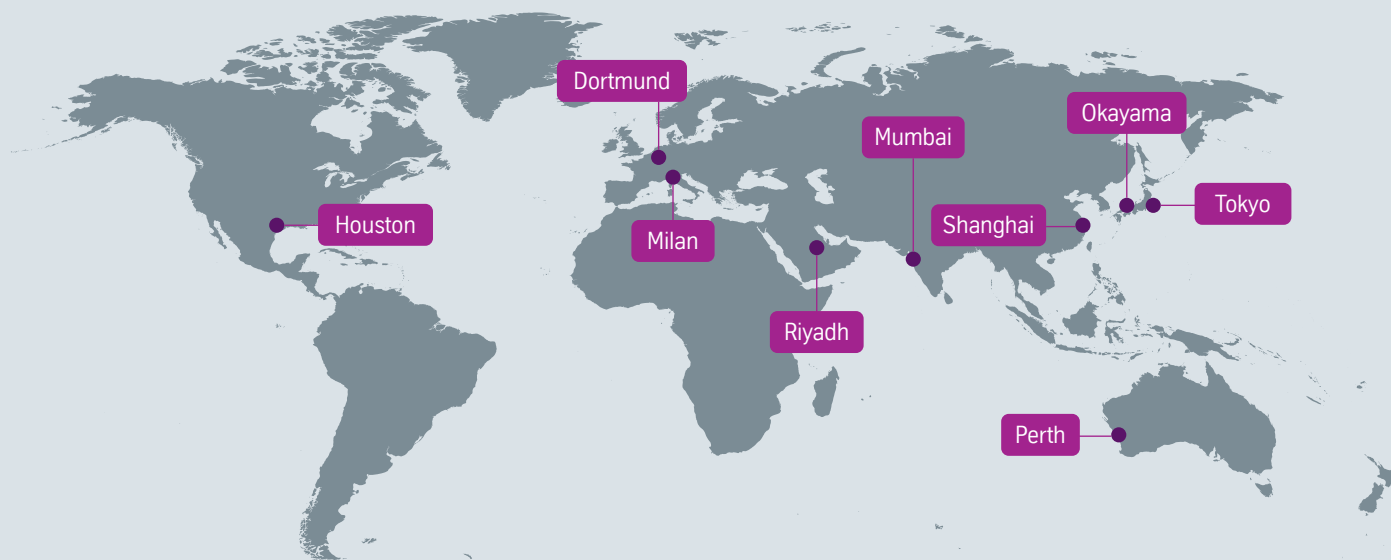 Dortmund
Okayama
Mumbai
Houston
Milan
Shanghai
Tokyo
Riyadh
Perth